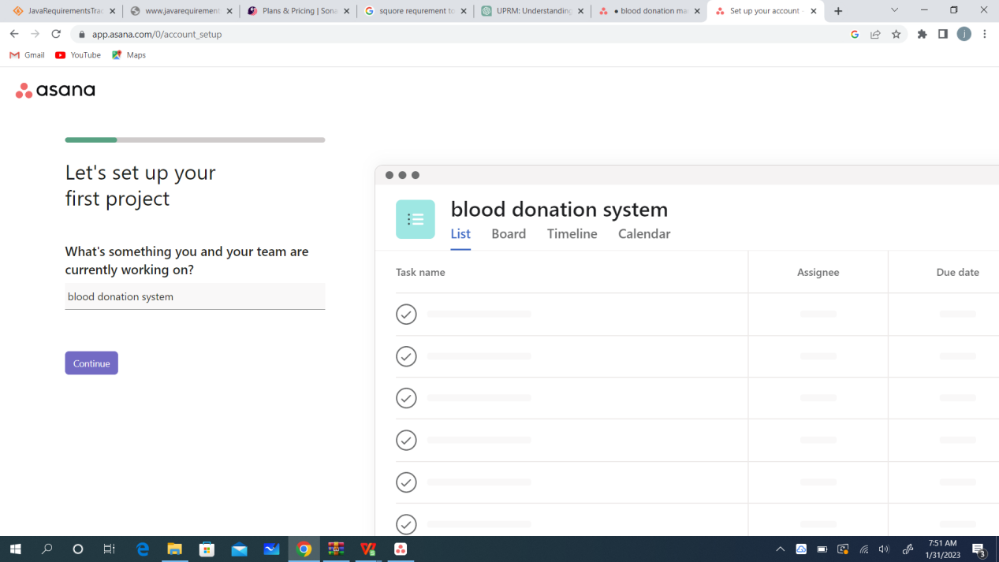 JavaRequirementsTrac
www.javarequirement
Plans & Pricing | Sona
squore requrement to
UPRM: Understanding
● blood donation ma
Set up your account -
app.asana.com/0/account_setup
Gmail
YouTube
Maps
asana
Let's set up your
first project
What's something you and your team are
currently working on?
blood donation system
Continue
blood donation system
List Board Timeline Calendar
Task name Assignee Due date
7:51 AM
1/31/2023
3